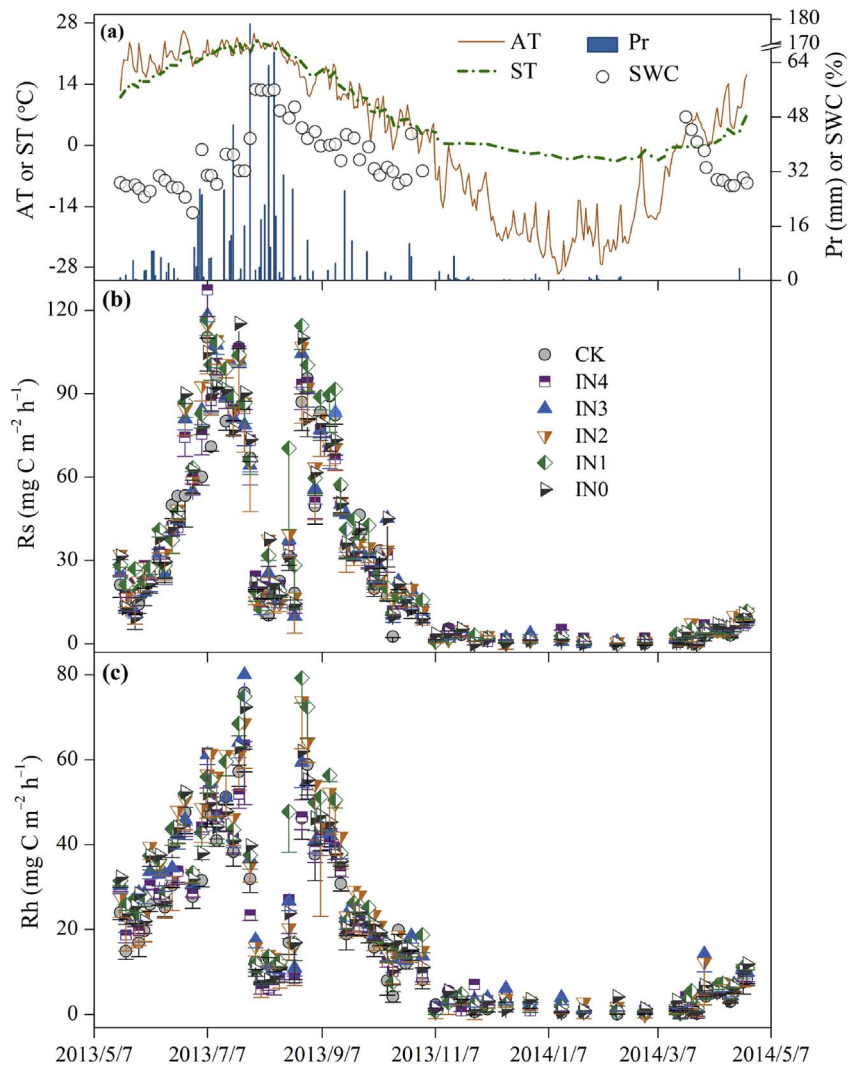 (a)
28
14
0
-14
-28
AT or ST (°C)
AT
ST
Pr
SWC
180
170
64
48
32
16
0
Pr (mm) or SWC (%)
(b)
120
90
60
30
0
Rs (mg C m⁻² h⁻¹)
CK
IN4
IN3
IN2
IN1
IN0
(c)
80
60
40
20
0
Rh (mg C m⁻² h⁻¹)
2013/5/7 2013/7/7 2013/9/7 2013/11/7 2014/1/7 2014/3/7 2014/5/7